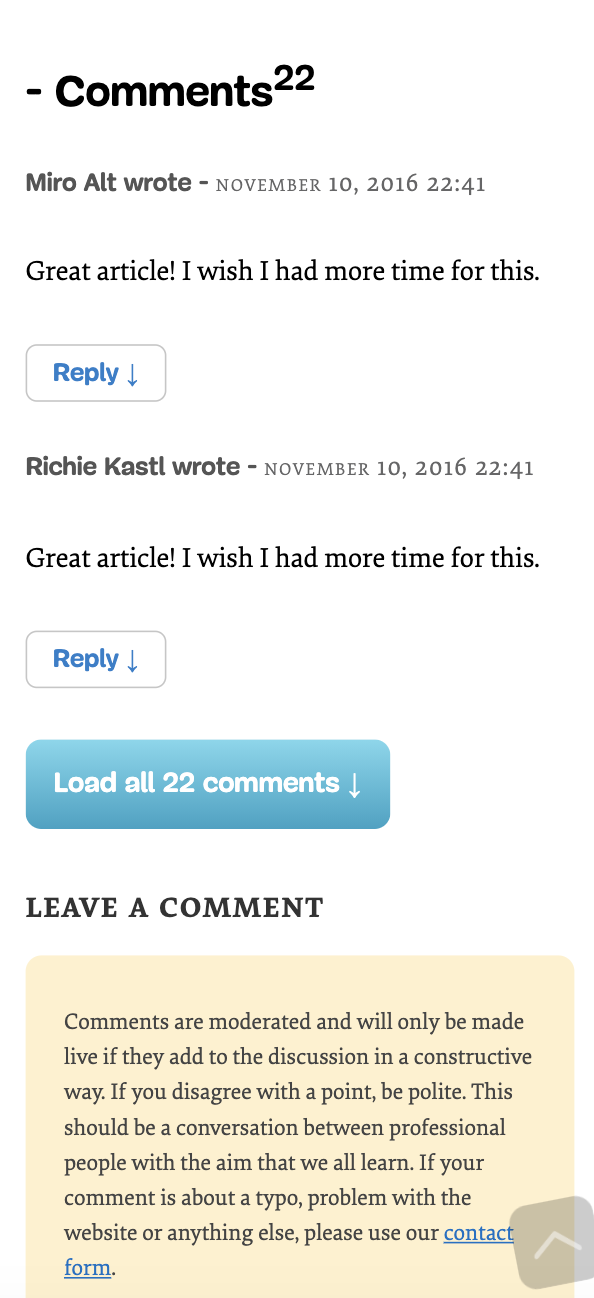 - Comments22
Miro Alt wrote - NOVEMBER 10, 2016 22:41
Great article! I wish I had more time for this.
Reply ↓
Richie Kastl wrote - NOVEMBER 10, 2016 22:41
Great article! I wish I had more time for this.
Reply ↓
Load all 22 comments ↓
LEAVE A COMMENT
Comments are moderated and will only be made
live if they add to the discussion in a constructive
way. If you disagree with a point, be polite. This
should be a conversation between professional
people with the aim that we all learn. If your
comment is about a typo, problem with the
website or anything else, please use our contact
form.